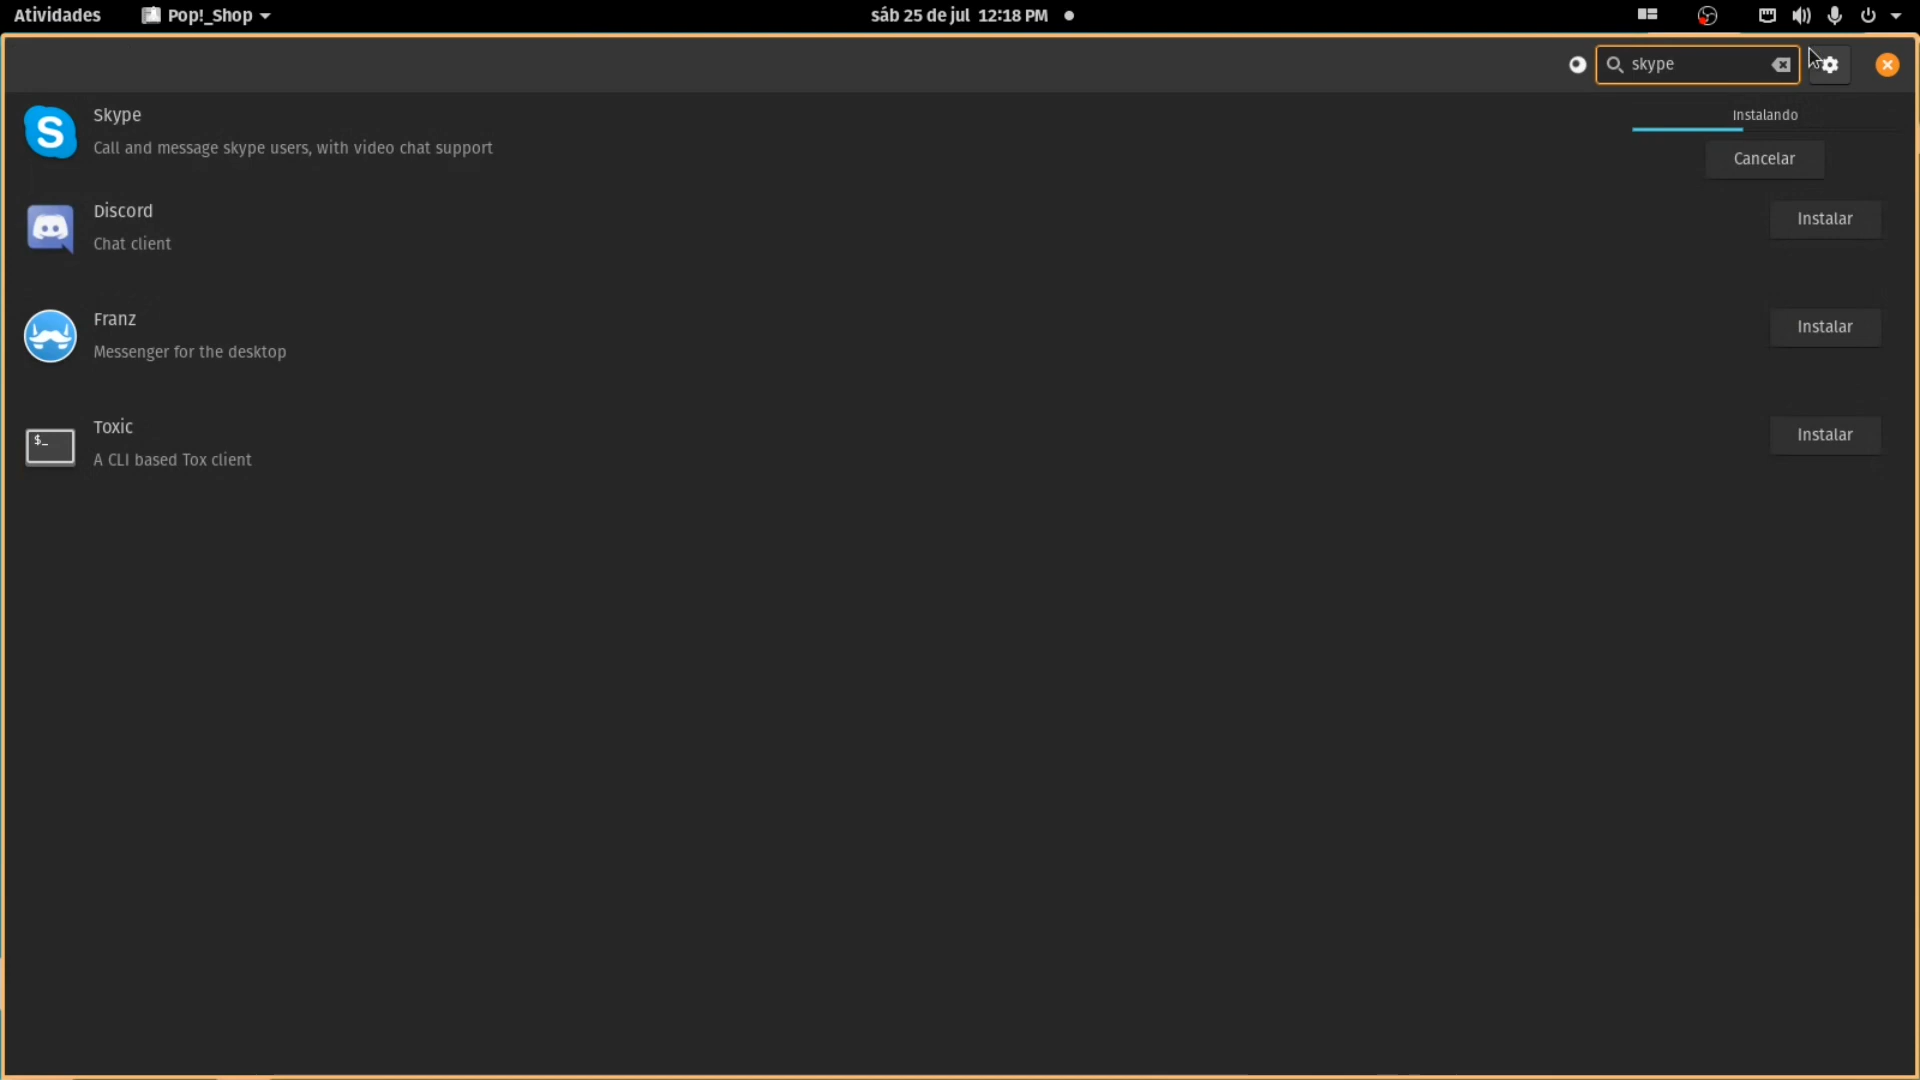 Atividades Pop!_Shop sáb 25 de jul 12:18 PM
skype
Skype
Call and message skype users, with video chat support
Instalando
Cancelar
Discord
Chat client
Instalar
Franz
Messenger for the desktop
Instalar
$_
Toxic
A CLI based Tox client
Instalar